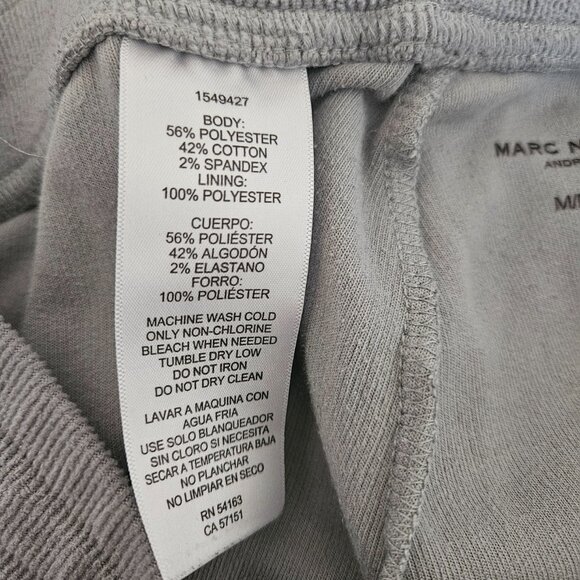 1549427
BODY:
56% POLYESTER
42% COTTON
2% SPANDEX
LINING:
100% POLYESTER
CUERPO:
56% POLIÉSTER
42% ALGODÓN
2% ELASTANO
FORRO:
100% POLIÉSTER
MACHINE WASH COLD
ONLY NON-CHLORINE
BLEACH WHEN NEEDED
TUMBLE DRY LOW
DO NOT IRON
DO NOT DRY CLEAN
LAVAR A MAQUINA CON
AGUA FRIA
USE SOLO BLANQUEADOR
SIN CLORO SI NECESITA
SECAR A TEMPERATURA BAJA
NO PLANCHAR
NO LIMPIAR EN SECO
RN 54163
CA 57151
MARC